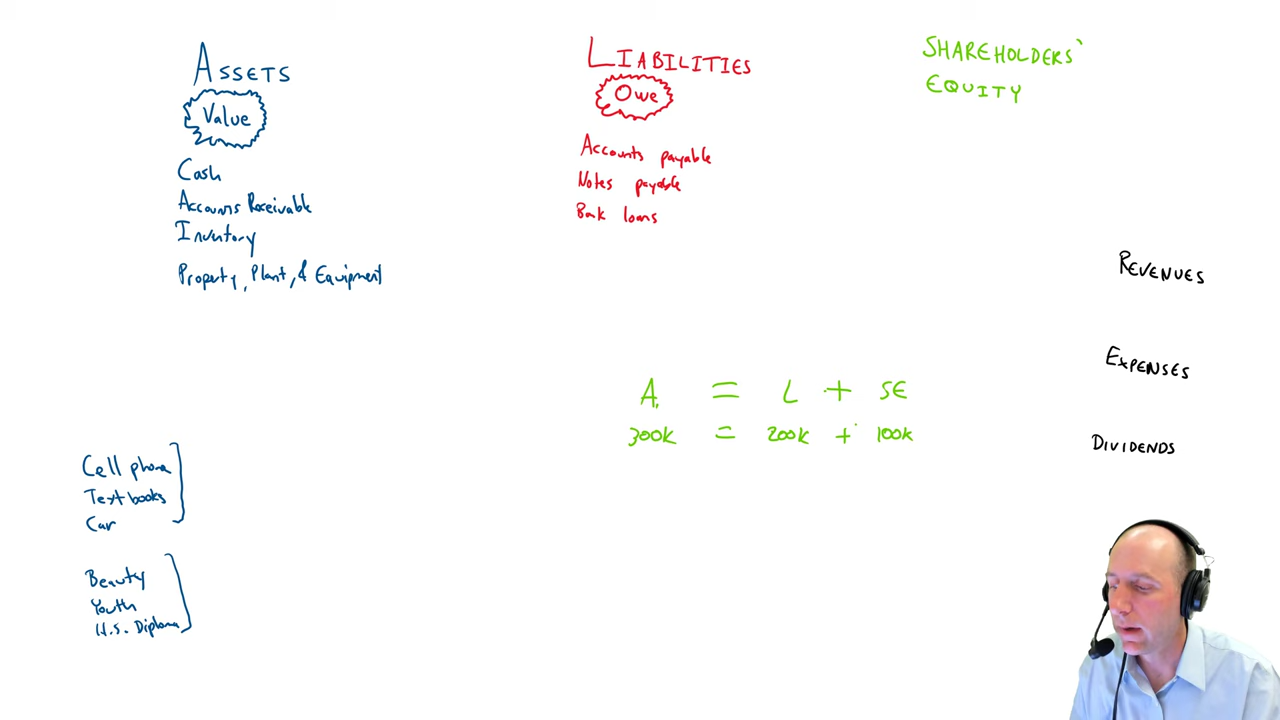 ASSETS
Value
Cash
Accounts Receivable
Inventory
Property, Plant, & Equipment
LIABILITIES
Owe
Accounts payable
Notes payable
Bank loans
SHAREHOLDERS'
EQUITY
REVENUES
EXPENSES
DIVIDENDS
A = L + SE
300k = 200k + 100k
Cell phone
Textbooks
Car
Beauty
Youth
H.S. Diploma